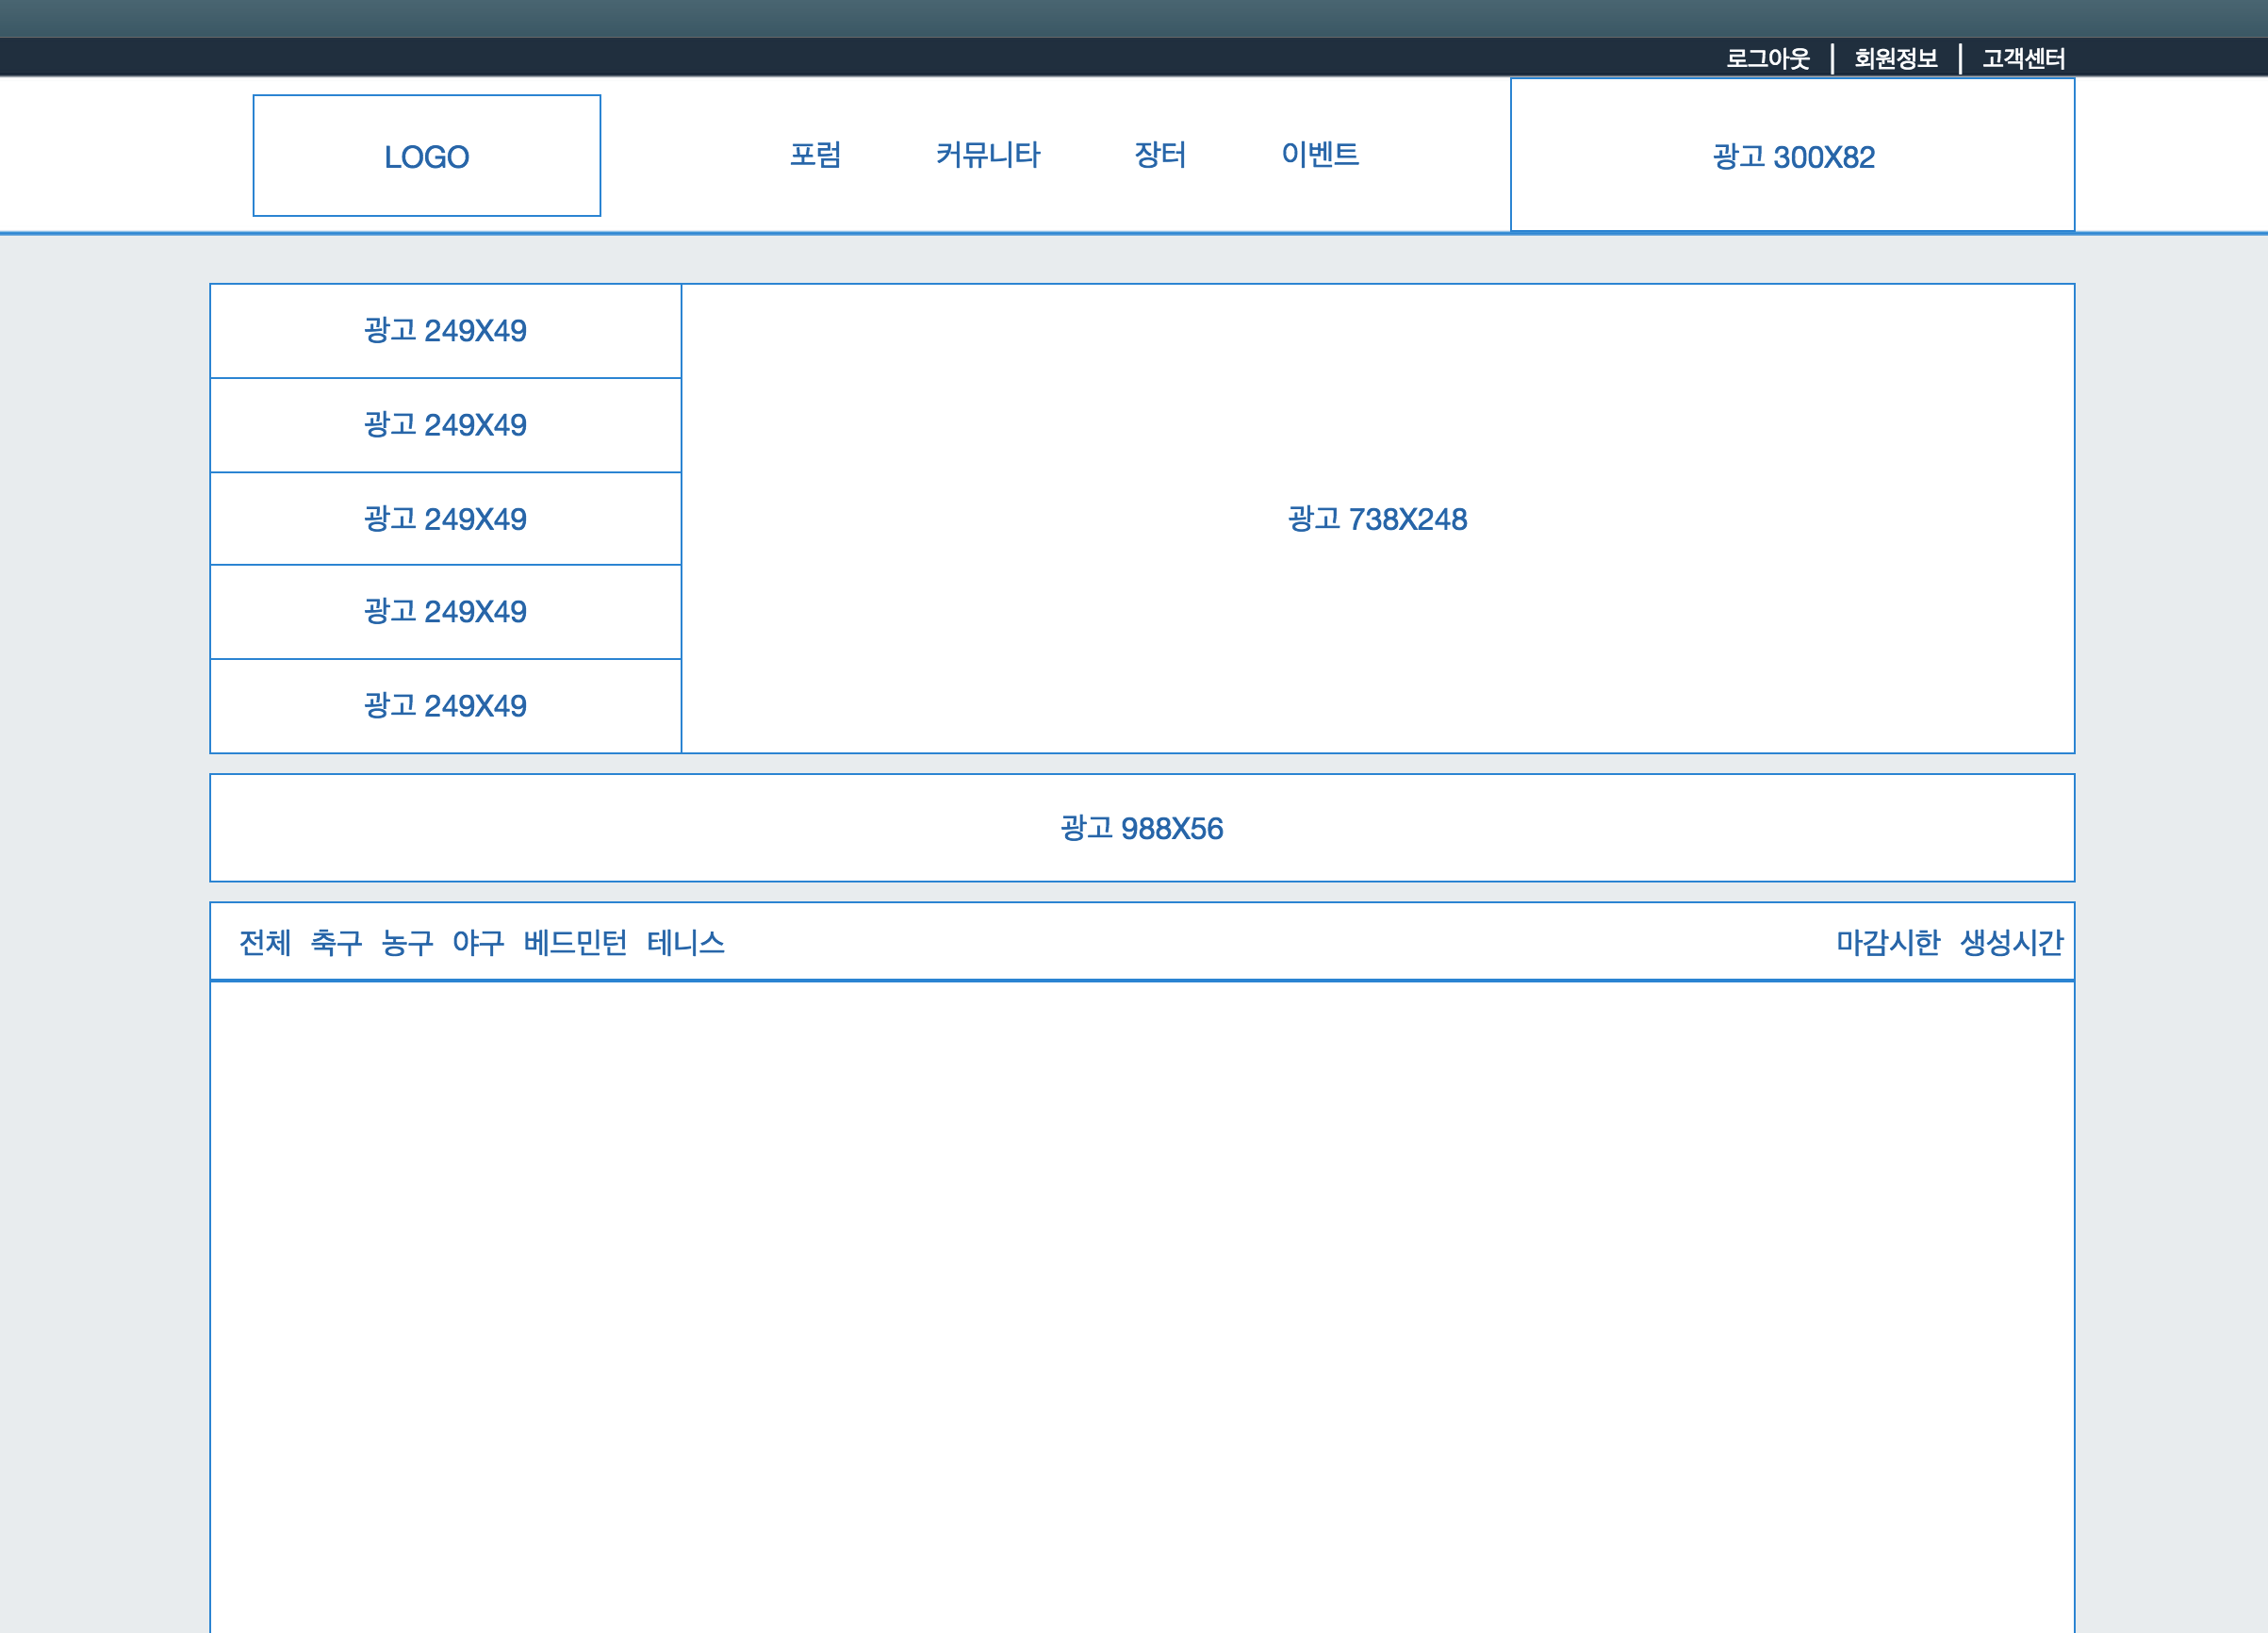 로그아웃 | 회원정보 | 고객센터
LOGO
포럼 커뮤니타 장터 이벤트
광고 300X82
광고 249X49
광고 249X49
광고 249X49
광고 249X49
광고 249X49
광고 738X248
광고 988X56
전체 축구 농구 야구 베드민턴 테니스
마감시한 생성시간